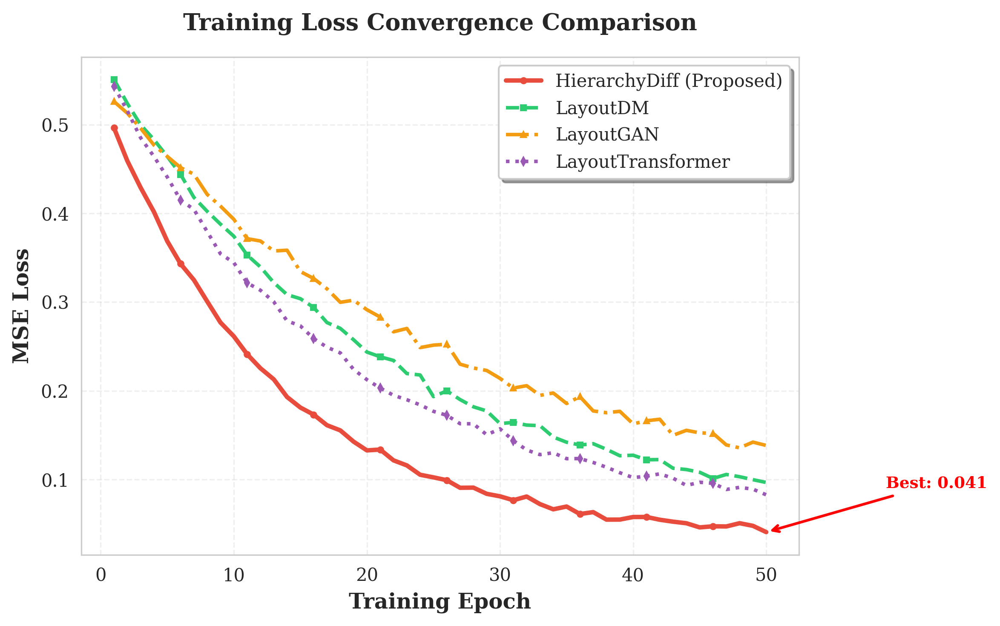 Training Loss Convergence Comparison
HierarchyDiff (Proposed)
LayoutDM
LayoutGAN
LayoutTransformer
MSE Loss
0.5
0.4
0.3
0.2
0.1
Best: 0.041
0 10 20 30 40 50
Training Epoch